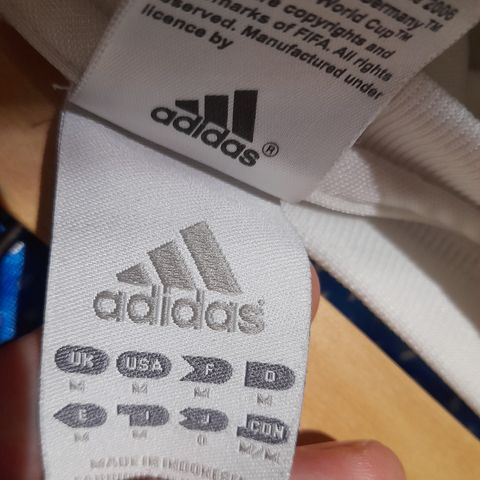 2006
Germany™
World Cup™
copyrights and
marks of FIFA. All rights
reserved. Manufactured under
licence by
adidas®
adidas
UK USA F D
M M M M
E I J CDN
M M O M/M
MADE IN INDONESIA